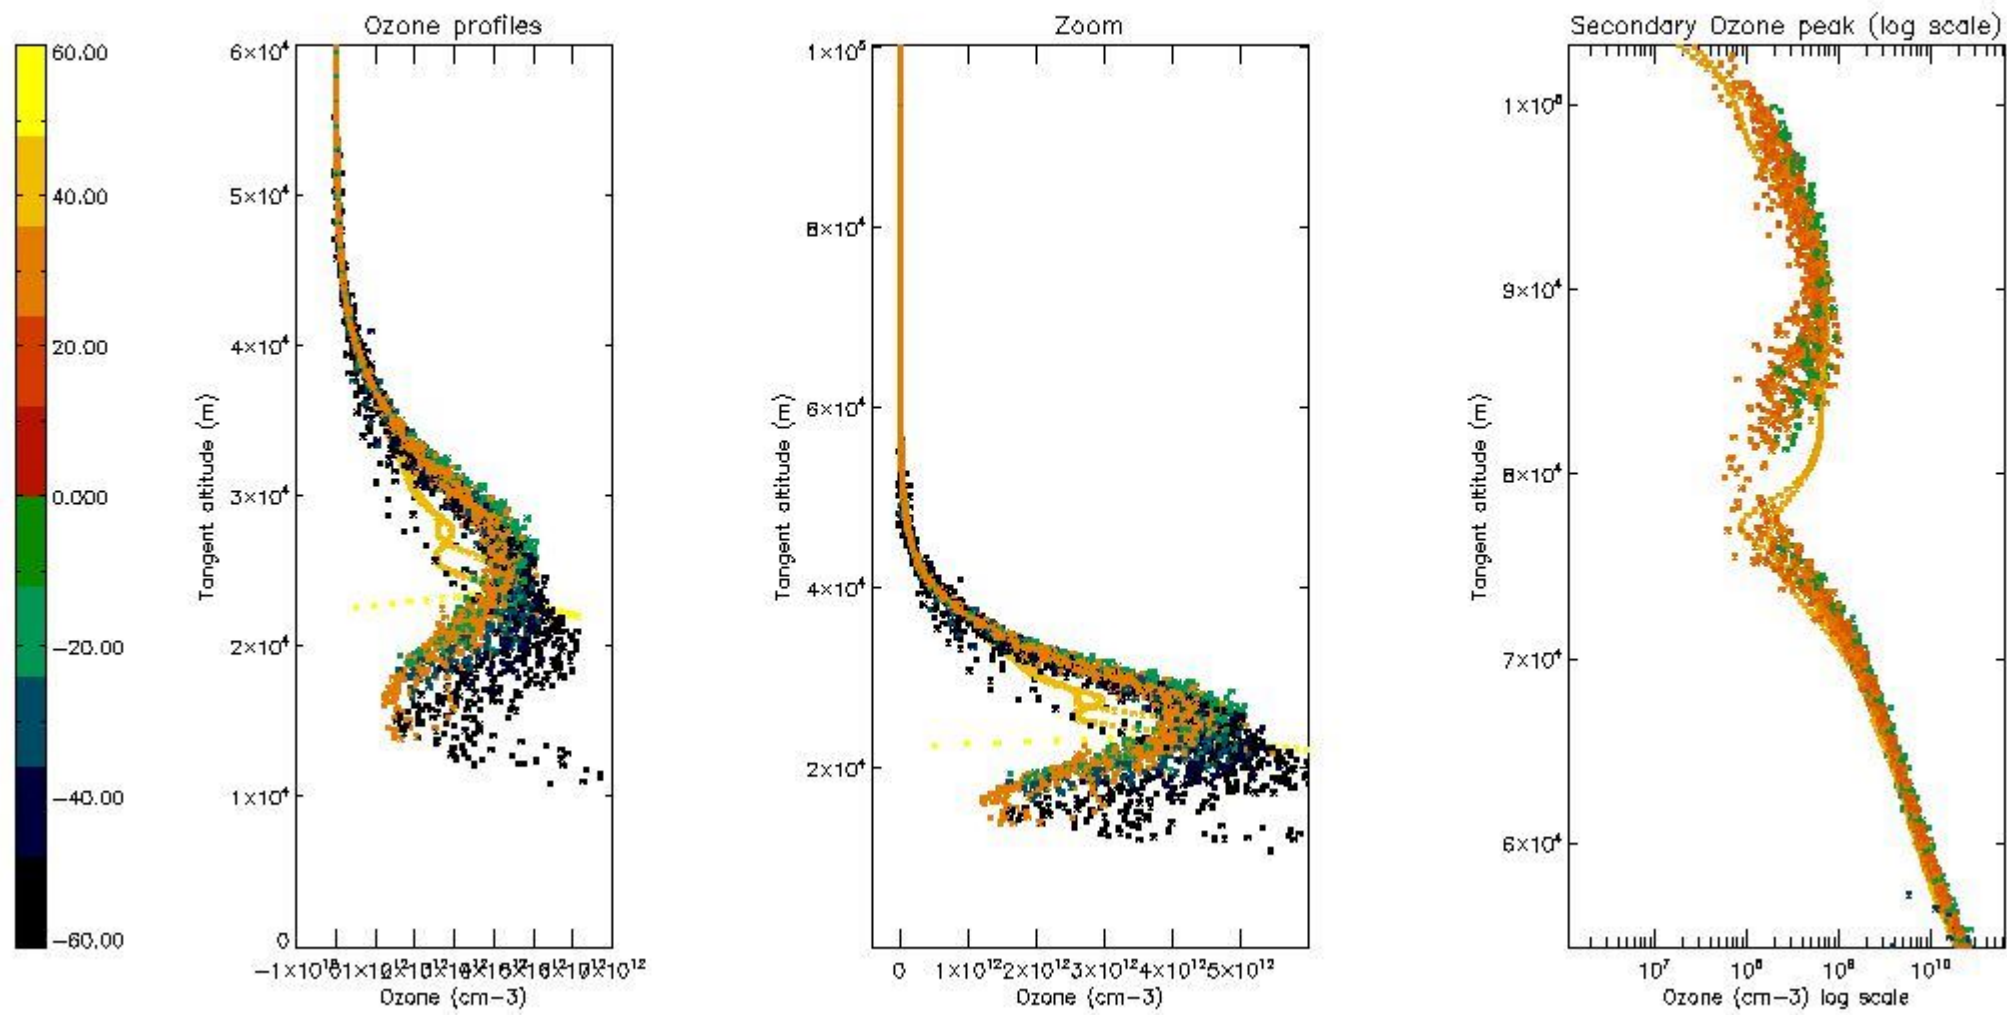 Ozone profiles
60.00
40.00
20.00
0.000
−20.00
−40.00
−60.00
Tangent altitude (m)
6×10⁴
5×10⁴
4×10⁴
3×10⁴
2×10⁴
1×10⁴
0
Ozone (cm−3)
Zoom
Tangent altitude (m)
1×10⁵
8×10⁴
6×10⁴
4×10⁴
2×10⁴
0 1×10¹² 2×10¹² 3×10¹² 4×10¹² 5×10¹²
Ozone (cm−3)
Secondary Ozone peak (log scale)
Tangent altitude (m)
1×10⁵
9×10⁴
8×10⁴
7×10⁴
6×10⁴
10⁷ 10⁸ 10⁹ 10¹⁰
Ozone (cm−3) log scale